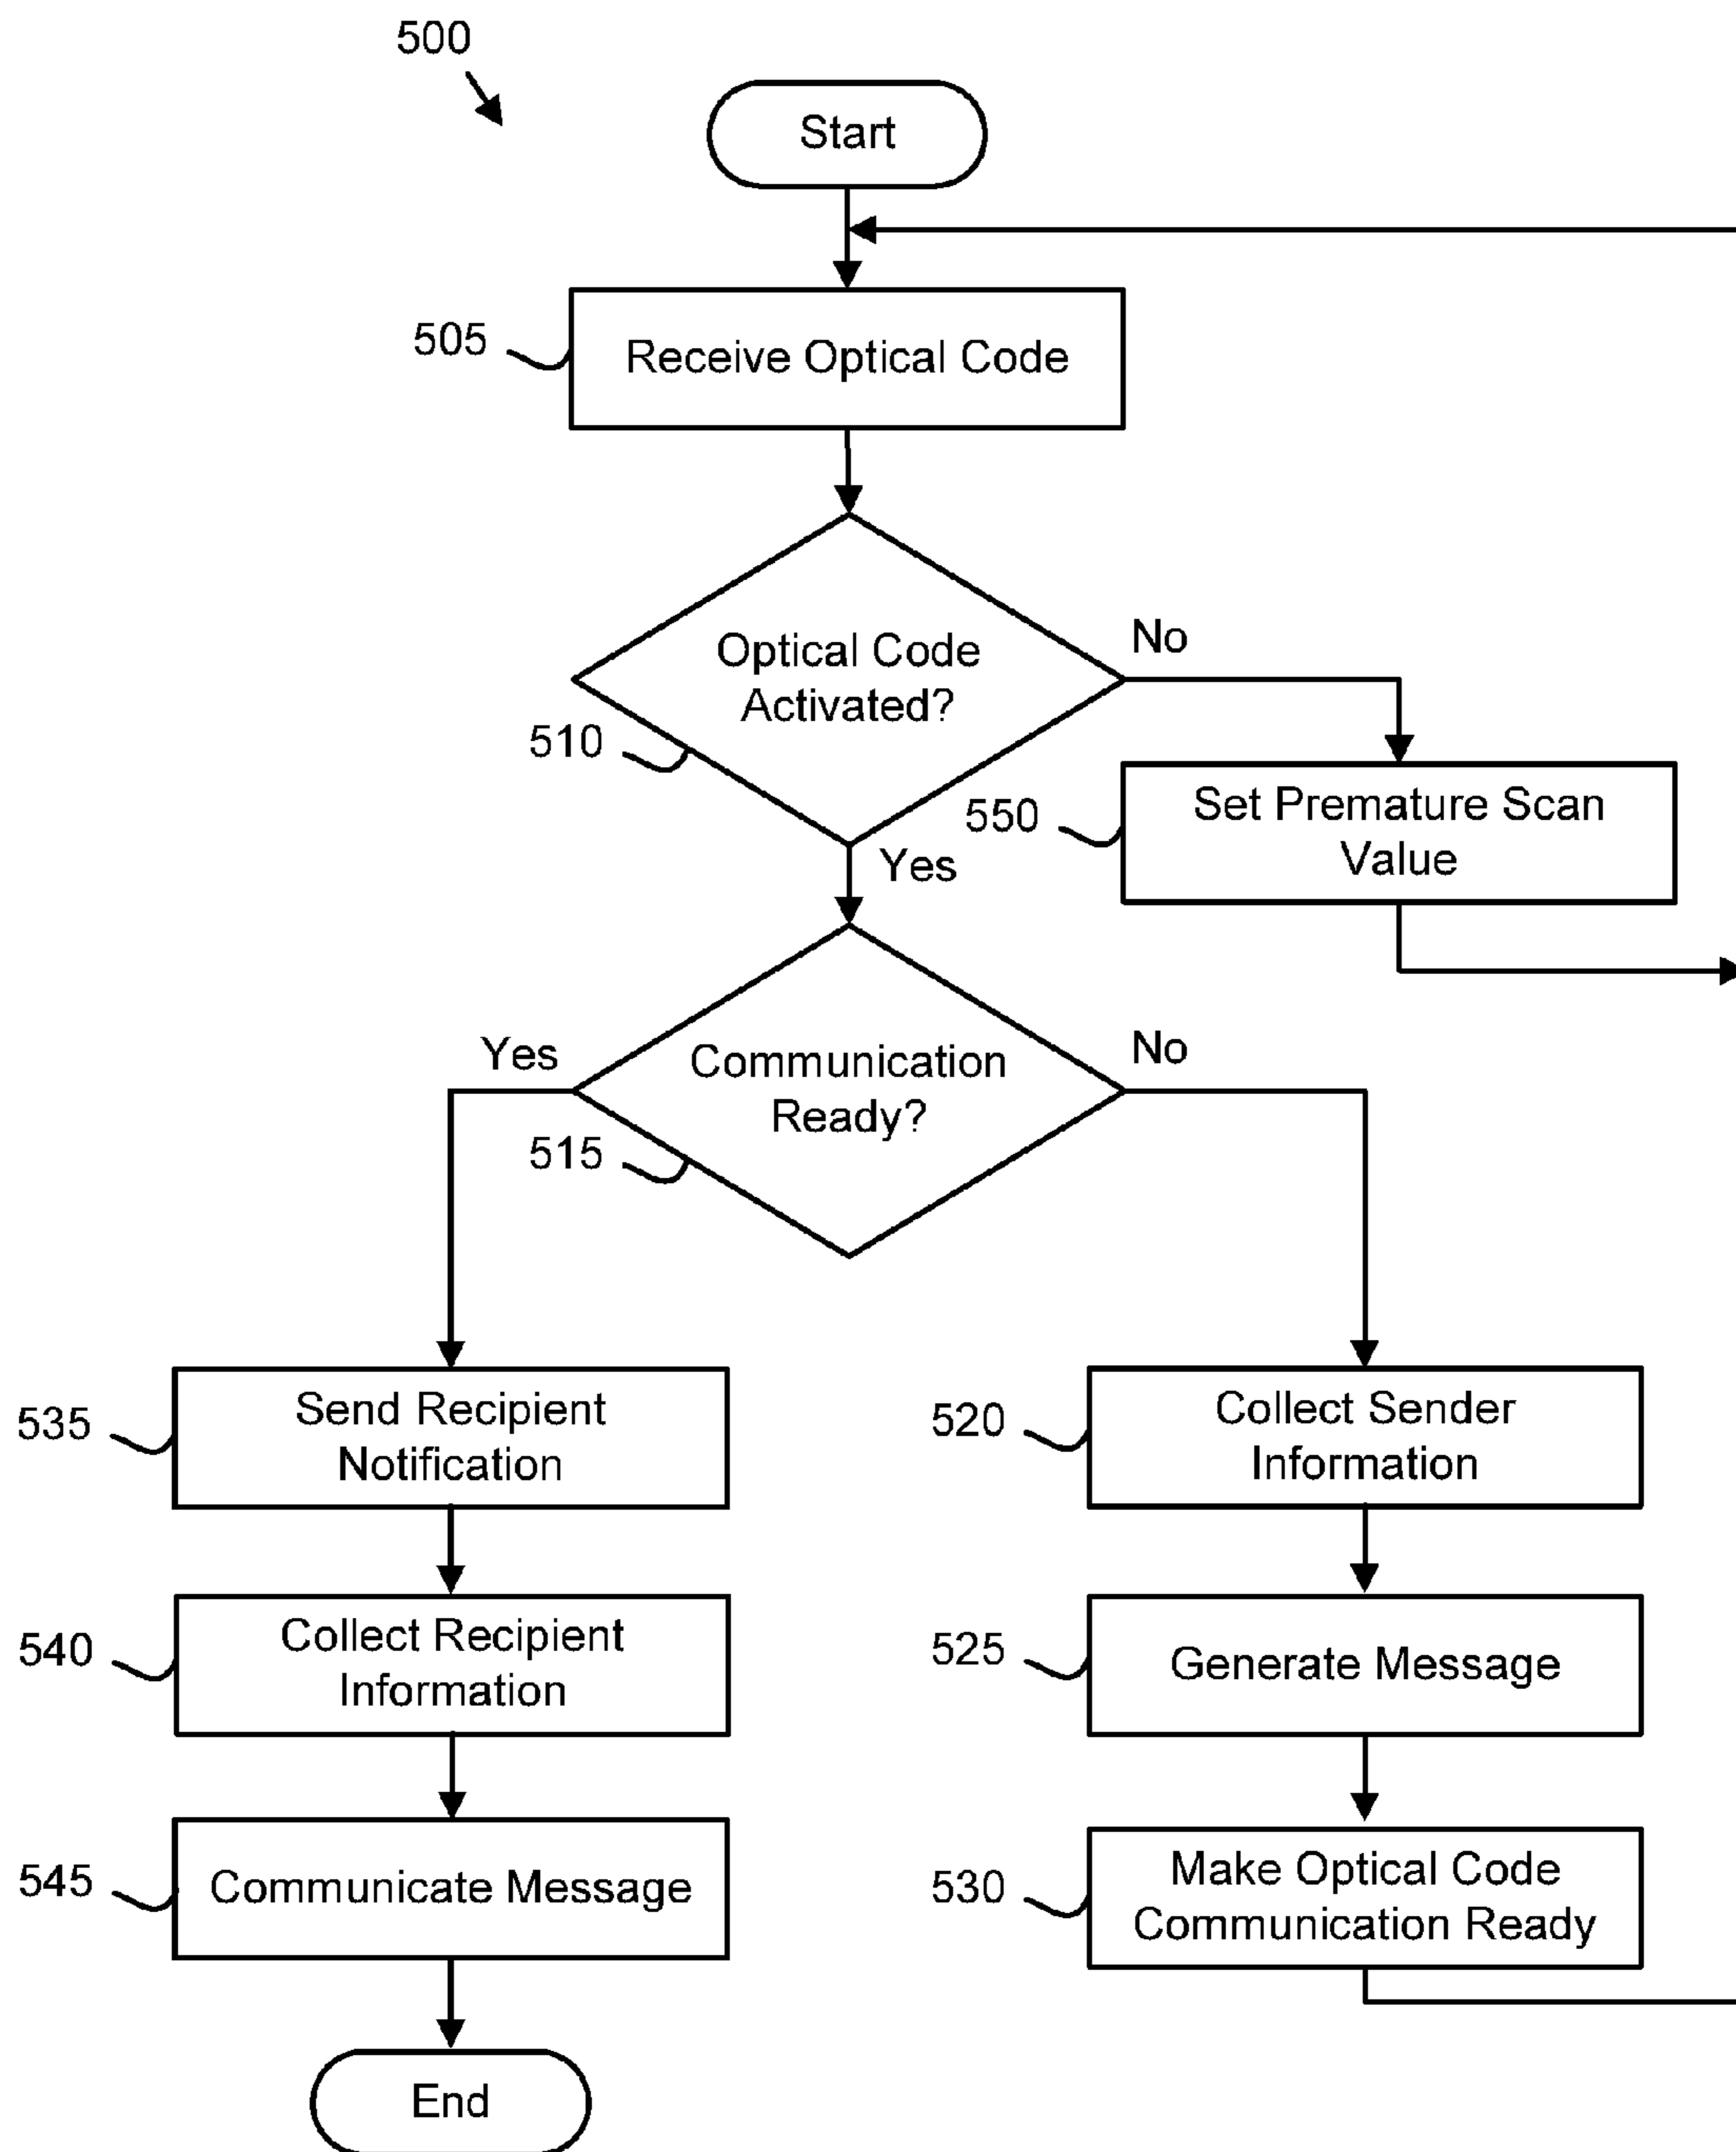 500
Start
505
Receive Optical Code
Optical Code
Activated?
No
510
550
Set Premature Scan
Value
Yes
Yes
Communication
Ready?
No
515
535
Send Recipient
Notification
520
Collect Sender
Information
540
Collect Recipient
Information
525
Generate Message
545
Communicate Message
530
Make Optical Code
Communication Ready
End